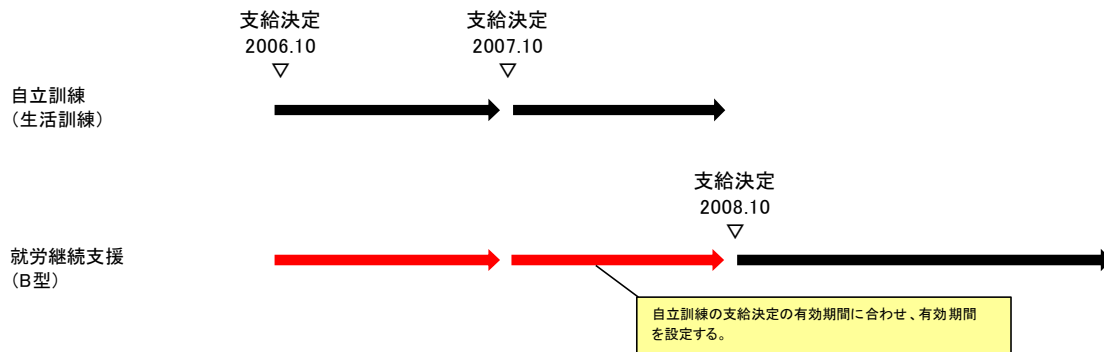 支給決定
2006.10
▽
支給決定
2007.10
▽
自立訓練
（生活訓練）
支給決定
2008.10
▽
就労継続支援
（B型）
自立訓練の支給決定の有効期間に合わせ、有効期間
を設定する。